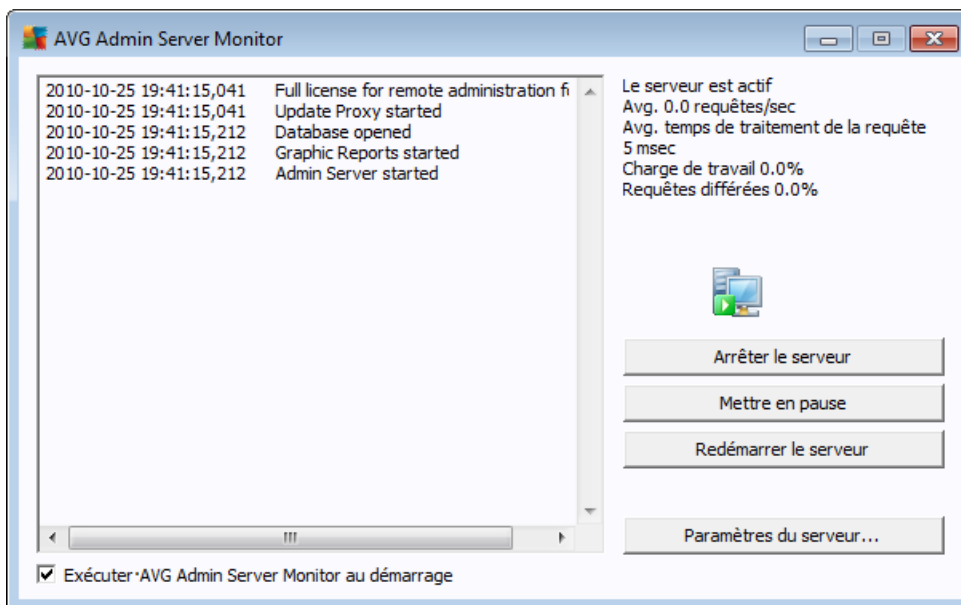 AVG Admin Server Monitor
2010-10-25 19:41:15,041 Full license for remote administration
2010-10-25 19:41:15,041 Update Proxy started
2010-10-25 19:41:15,212 Database opened
2010-10-25 19:41:15,212 Graphic Reports started
2010-10-25 19:41:15,212 Admin Server started
Le serveur est actif
Avg. 0.0 requêtes/sec
Avg. temps de traitement de la requête
5 msec
Charge de travail 0.0%
Requêtes différées 0.0%
Arrêter le serveur
Mettre en pause
Redémarrer le serveur
Paramètres du serveur...
Exécuter AVG Admin Server Monitor au démarrage